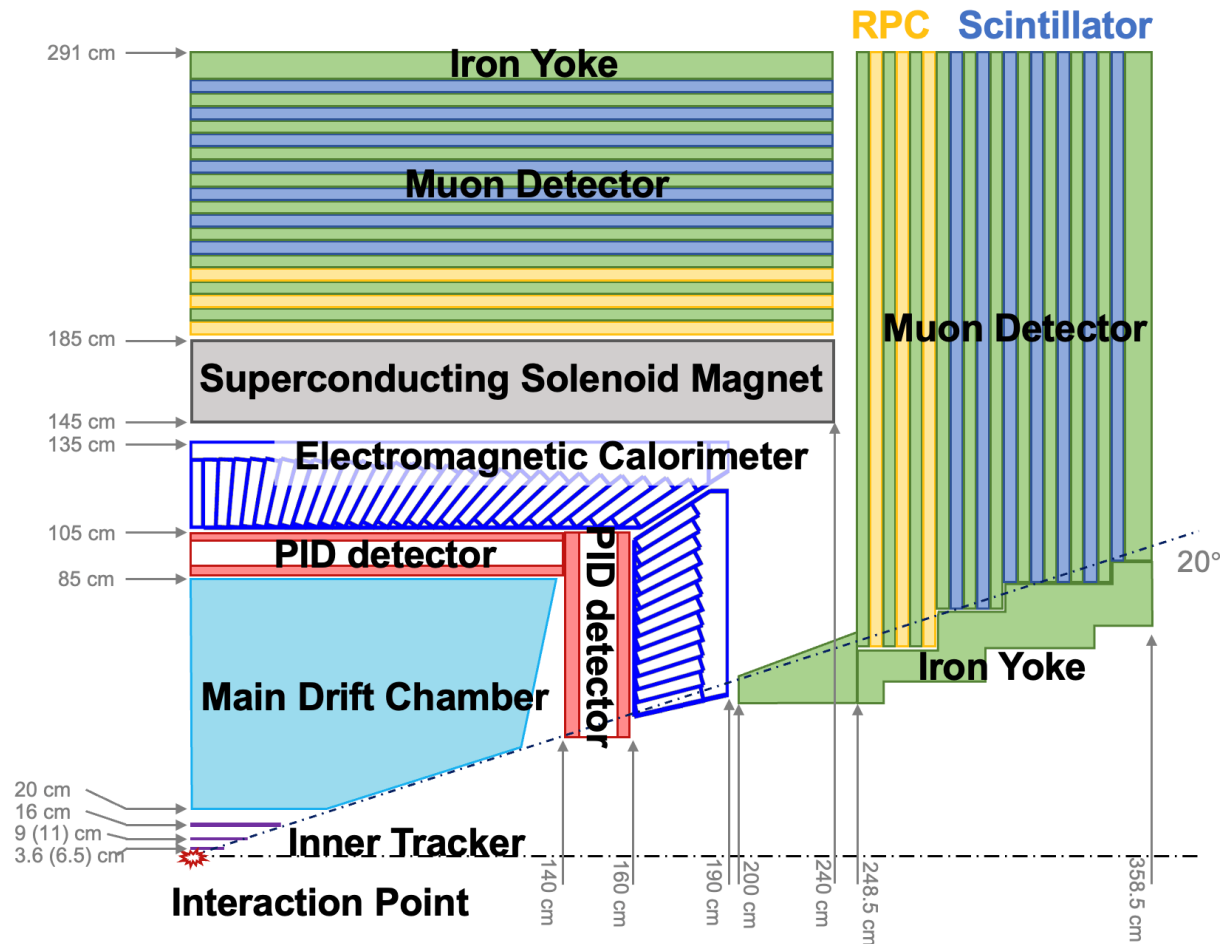 RPC Scintillator
291 cm
Iron Yoke
Muon Detector
Muon Detector
185 cm
Superconducting Solenoid Magnet
145 cm
135 cm
Electromagnetic Calorimeter
105 cm
PID detector
PID detector
85 cm
20°
Iron Yoke
Main Drift Chamber
20 cm
16 cm
9 (11) cm
3.6 (6.5) cm
Inner Tracker
Interaction Point
140 cm
160 cm
190 cm
200 cm
240 cm
248.5 cm
358.5 cm